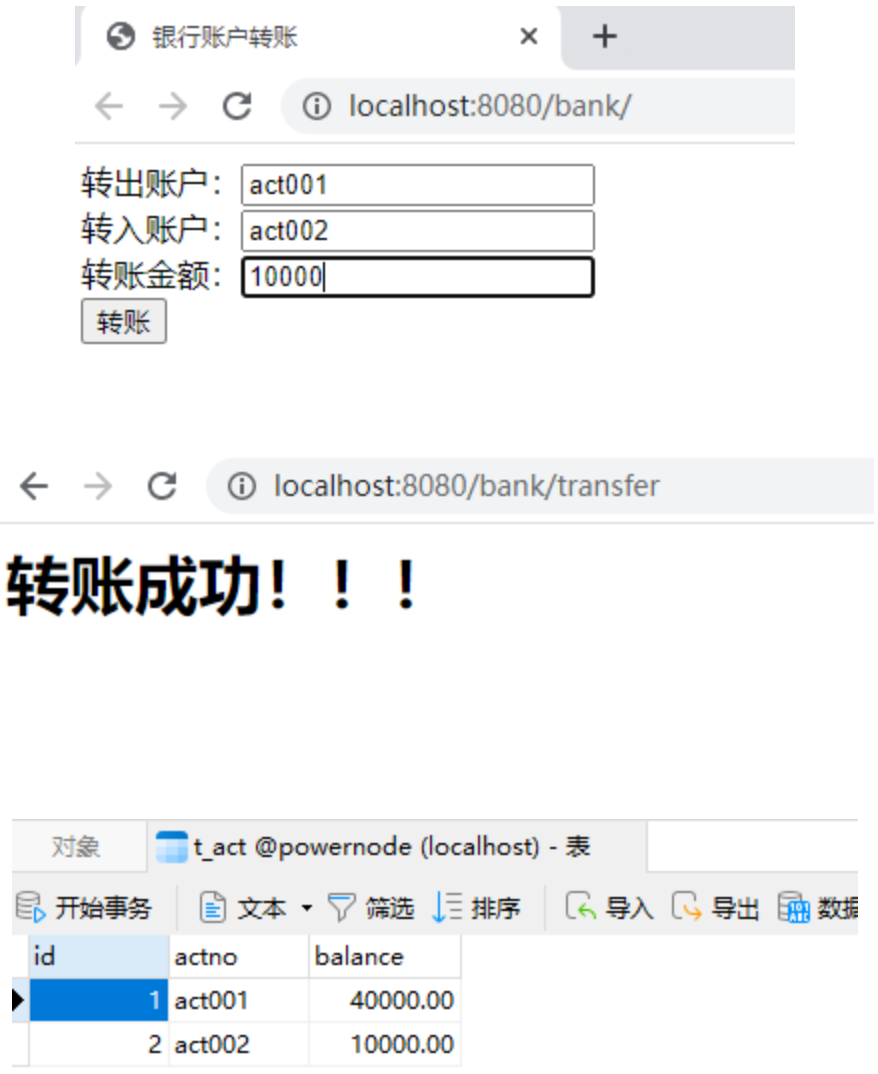 银行账户转账
localhost:8080/bank/
转出账户： act001
转入账户： act002
转账金额： 10000
转账
localhost:8080/bank/transfer
转账成功！！！
对象 t_act @powernode (localhost) - 表
开始事务 文本 筛选 排序 导入 导出 数据
id actno balance
1 act001 40000.00
2 act002 10000.00